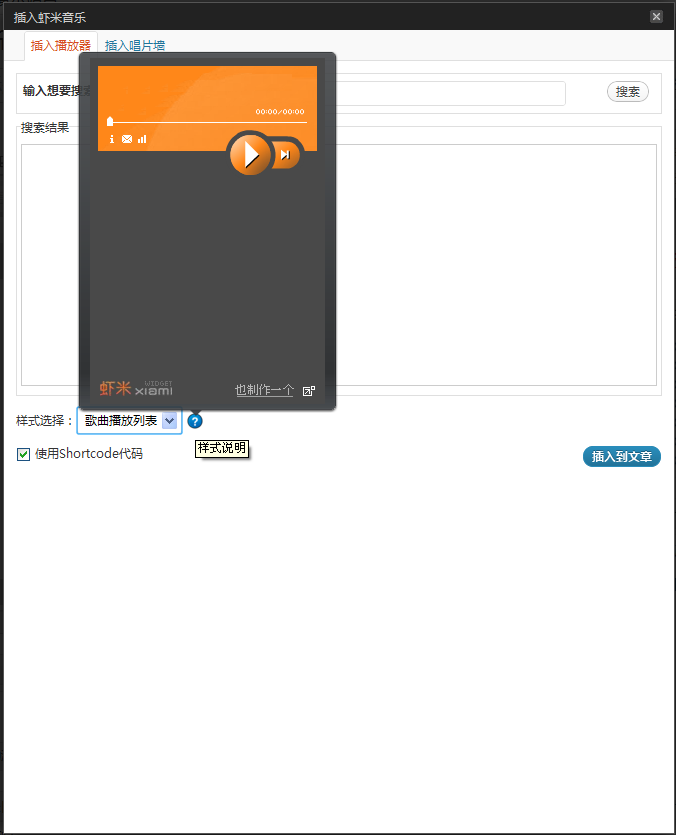 插入虾米音乐
插入播放器 插入唱片墙
输入想要搜
搜索
00:00/00:00
搜索结果
虾米 WIDGET xiami
也制作一个
样式选择： 歌曲播放列表 ?
样式说明
使用Shortcode代码
插入到文章